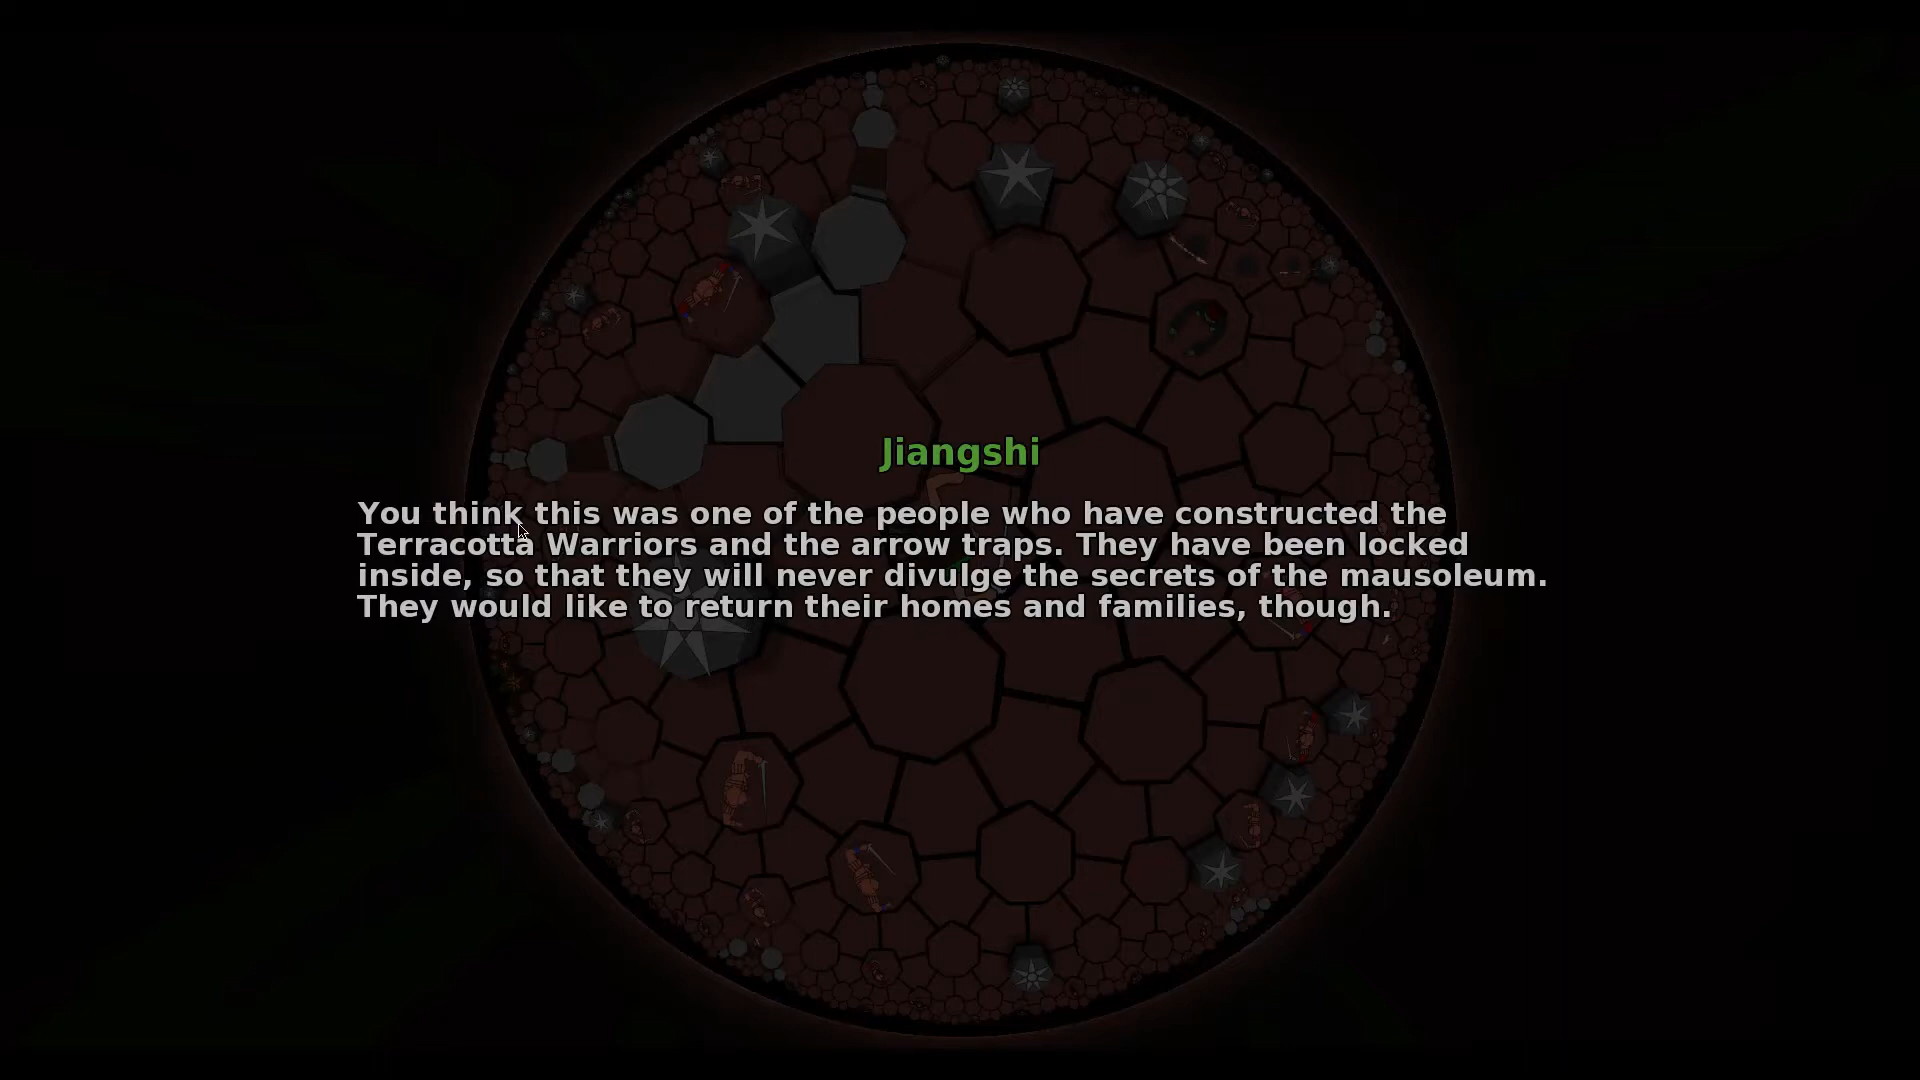 Jiangshi
You think this was one of the people who have constructed the
Terracotta Warriors and the arrow traps. They have been locked
inside, so that they will never divulge the secrets of the mausoleum.
They would like to return their homes and families, though.